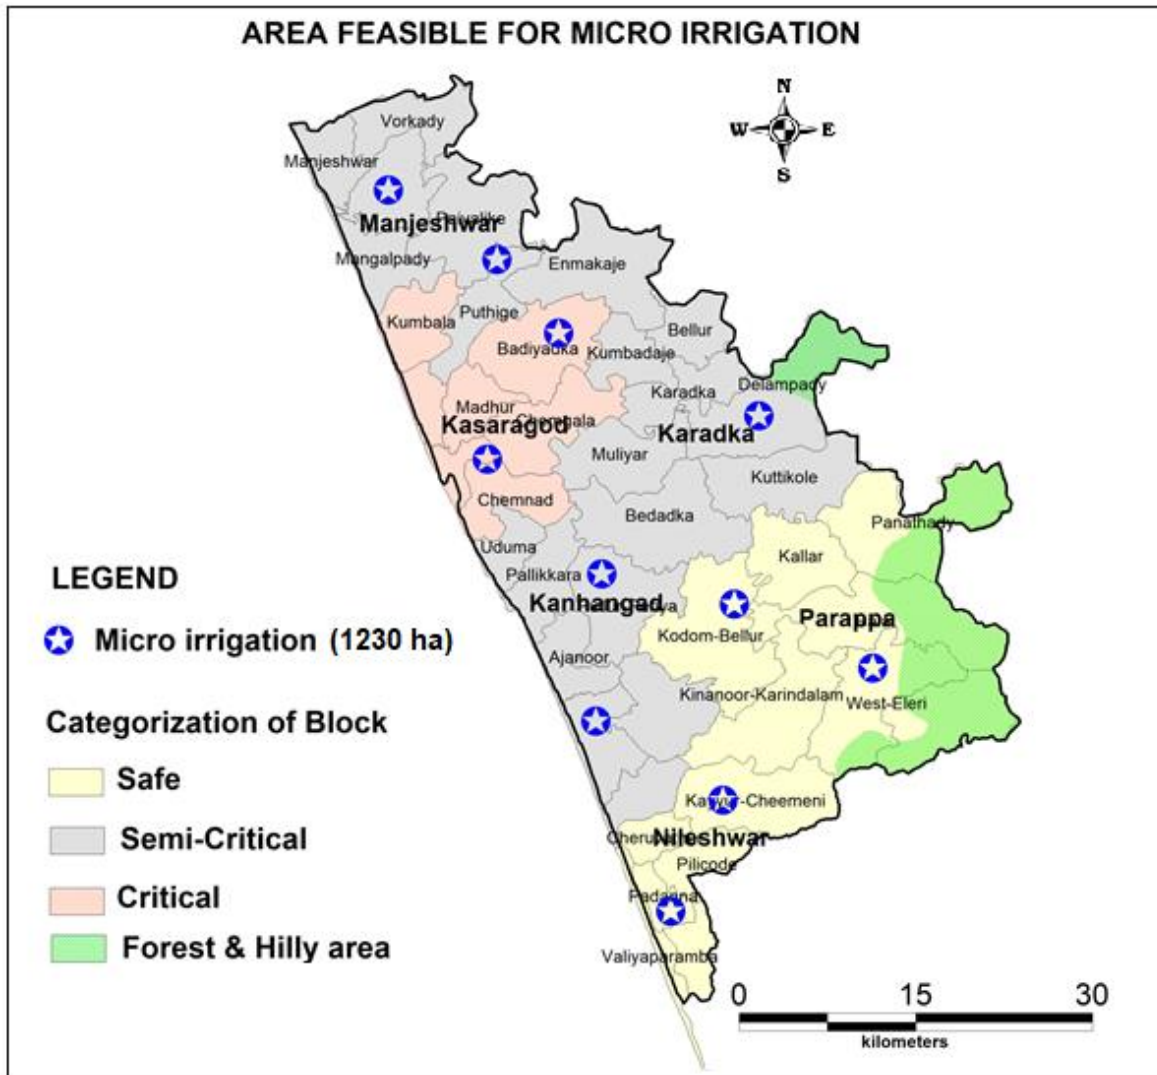 AREA FEASIBLE FOR MICRO IRRIGATION
N
W E
S
Vorkady
Manjeshwar
Manjeshwar
Mangalpady
Enmakaje
Puthige
Kumbala
Bellur
Badiyadka
Kumbadaje
Delampady
Karadka
Madhur
Kasaragod
Karadka
Muliyar
Kuttikole
Chemnad
Bedadka
Panathady
Uduma
Kallar
Pallikkara
Kanhangad
Parappa
Kodom-Bellur
Ajanoor
Kinanoor-Karindalam
West-Eleri
Kayyur-Cheemeni
Nileshwar
Pilicode
Padanna
Valiyaparamba
LEGEND
Micro irrigation (1230 ha)
Categorization of Block
Safe
Semi-Critical
Critical
Forest & Hilly area
0 15 30
kilometers